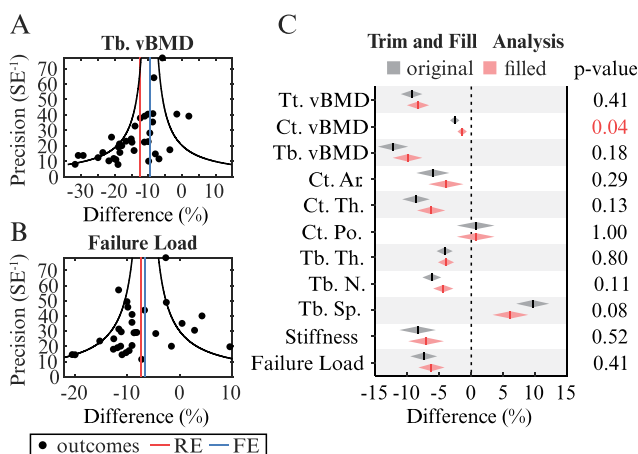 A
Tb. vBMD
Precision (SE⁻¹)
70
60
50
40
30
20
10
0
-30 -20 -10 0
Difference (%)
B
Failure Load
Precision (SE⁻¹)
70
60
50
40
30
20
10
0
-20 -10 0 10
Difference (%)
outcomes RE FE
C
Trim and Fill Analysis
original filled p-value
Tt. vBMD 0.41
Ct. vBMD 0.04
Tb. vBMD 0.18
Ct. Ar. 0.29
Ct. Th. 0.13
Ct. Po. 1.00
Tb. Th. 0.80
Tb. N. 0.11
Tb. Sp. 0.08
Stiffness 0.52
Failure Load 0.41
-15 -10 -5 0 5 10 15
Difference (%)